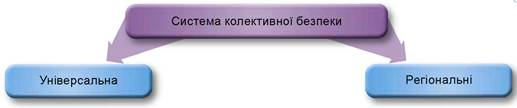 Система колективної безпеки
Універсальна
Регіональні